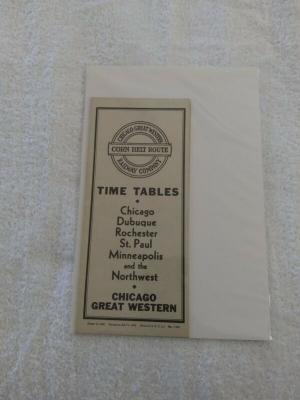 CHICAGO GREAT WESTERN
CORN BELT ROUTE
RAILWAY COMPANY
TIME TABLES
Chicago
Dubuque
Rochester
St. Paul
Minneapolis
and the
Northwest
CHICAGO
GREAT WESTERN